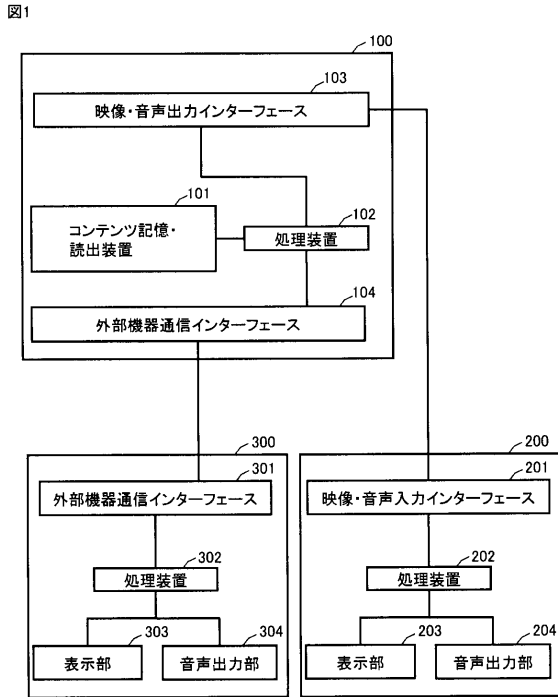 図1
100
103
映像・音声出力インターフェース
101
コンテンツ記憶・
読出装置
102
処理装置
104
外部機器通信インターフェース
300
301
外部機器通信インターフェース
302
処理装置
303
表示部
304
音声出力部
200
201
映像・音声入力インターフェース
202
処理装置
203
表示部
204
音声出力部